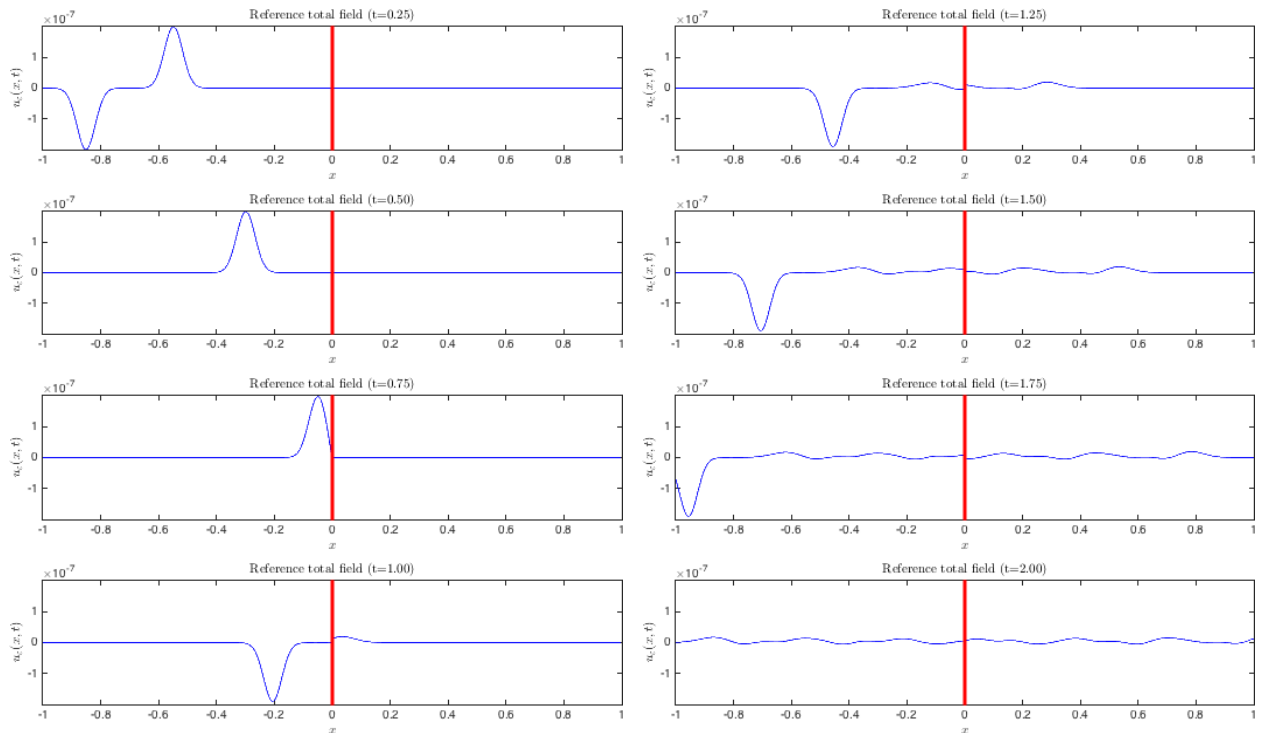 Reference total field (t=0.25)
×10⁻⁷
1
0
-1
u_c(x, t)
-1 -0.8 -0.6 -0.4 -0.2 0 0.2 0.4 0.6 0.8 1
x
Reference total field (t=0.50)
×10⁻⁷
1
0
-1
u_c(x, t)
-1 -0.8 -0.6 -0.4 -0.2 0 0.2 0.4 0.6 0.8 1
x
Reference total field (t=0.75)
×10⁻⁷
1
0
-1
u_c(x, t)
-1 -0.8 -0.6 -0.4 -0.2 0 0.2 0.4 0.6 0.8 1
x
Reference total field (t=1.00)
×10⁻⁷
1
0
-1
u_c(x, t)
-1 -0.8 -0.6 -0.4 -0.2 0 0.2 0.4 0.6 0.8 1
x
Reference total field (t=1.25)
×10⁻⁷
1
0
-1
u_c(x, t)
-1 -0.8 -0.6 -0.4 -0.2 0 0.2 0.4 0.6 0.8 1
x
Reference total field (t=1.50)
×10⁻⁷
1
0
-1
u_c(x, t)
-1 -0.8 -0.6 -0.4 -0.2 0 0.2 0.4 0.6 0.8 1
x
Reference total field (t=1.75)
×10⁻⁷
1
0
-1
u_c(x, t)
-1 -0.8 -0.6 -0.4 -0.2 0 0.2 0.4 0.6 0.8 1
x
Reference total field (t=2.00)
×10⁻⁷
1
0
-1
u_c(x, t)
-1 -0.8 -0.6 -0.4 -0.2 0 0.2 0.4 0.6 0.8 1
x